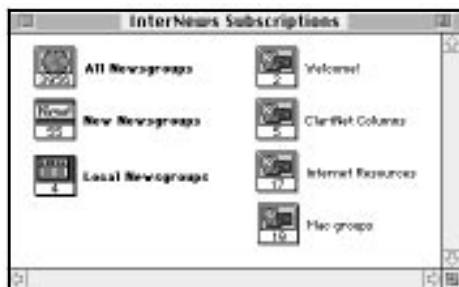 InterNews Subscriptions
All Newsgroups
New!
New Newsgroups
55
Local Newsgroups
4
Welcome!
2
ClariNet Columns
5
Internet Resources
17
Mac groups
19